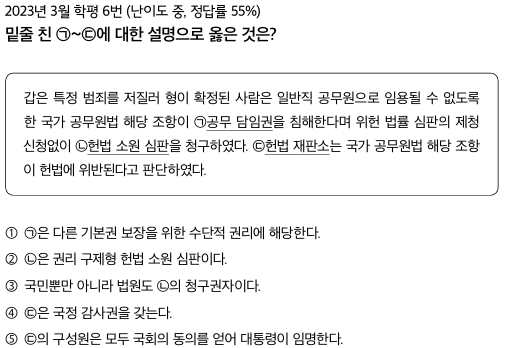 2023년 3월 학평 6번 (난이도 중, 정답률 55%)
밑줄 친 ㉠~㉢에 대한 설명으로 옳은 것은?
갑은 특정 범죄를 저질러 형이 확정된 사람은 일반직 공무원으로 임용될 수 없도록
한 국가 공무원법 해당 조항이 ㉠공무 담임권을 침해한다며 위헌 법률 심판의 제청
신청없이 ㉡헌법 소원 심판을 청구하였다. ㉢헌법 재판소는 국가 공무원법 해당 조항
이 헌법에 위반된다고 판단하였다.
① ㉠은 다른 기본권 보장을 위한 수단적 권리에 해당한다.
② ㉡은 권리 구제형 헌법 소원 심판이다.
③ 국민뿐만 아니라 법원도 ㉡의 청구권자이다.
④ ㉢은 국정 감사권을 갖는다.
⑤ ㉢의 구성원은 모두 국회의 동의를 얻어 대통령이 임명한다.